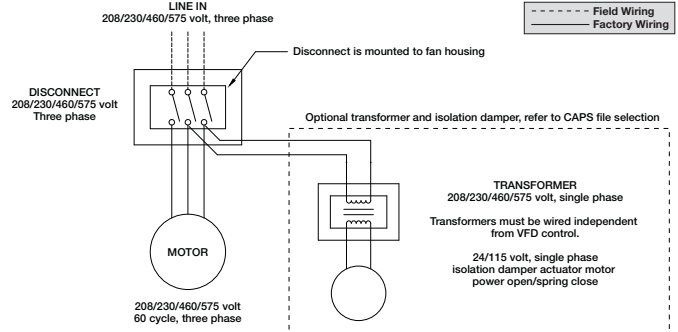 LINE IN
208/230/460/575 volt, three phase
Field Wiring
Factory Wiring
Disconnect is mounted to fan housing
DISCONNECT
208/230/460/575 volt
Three phase
Optional transformer and isolation damper, refer to CAPS file selection
TRANSFORMER
208/230/460/575 volt, single phase
Transformers must be wired independent
from VFD control.
24/115 volt, single phase
isolation damper actuator motor
power open/spring close
MOTOR
208/230/460/575 volt
60 cycle, three phase